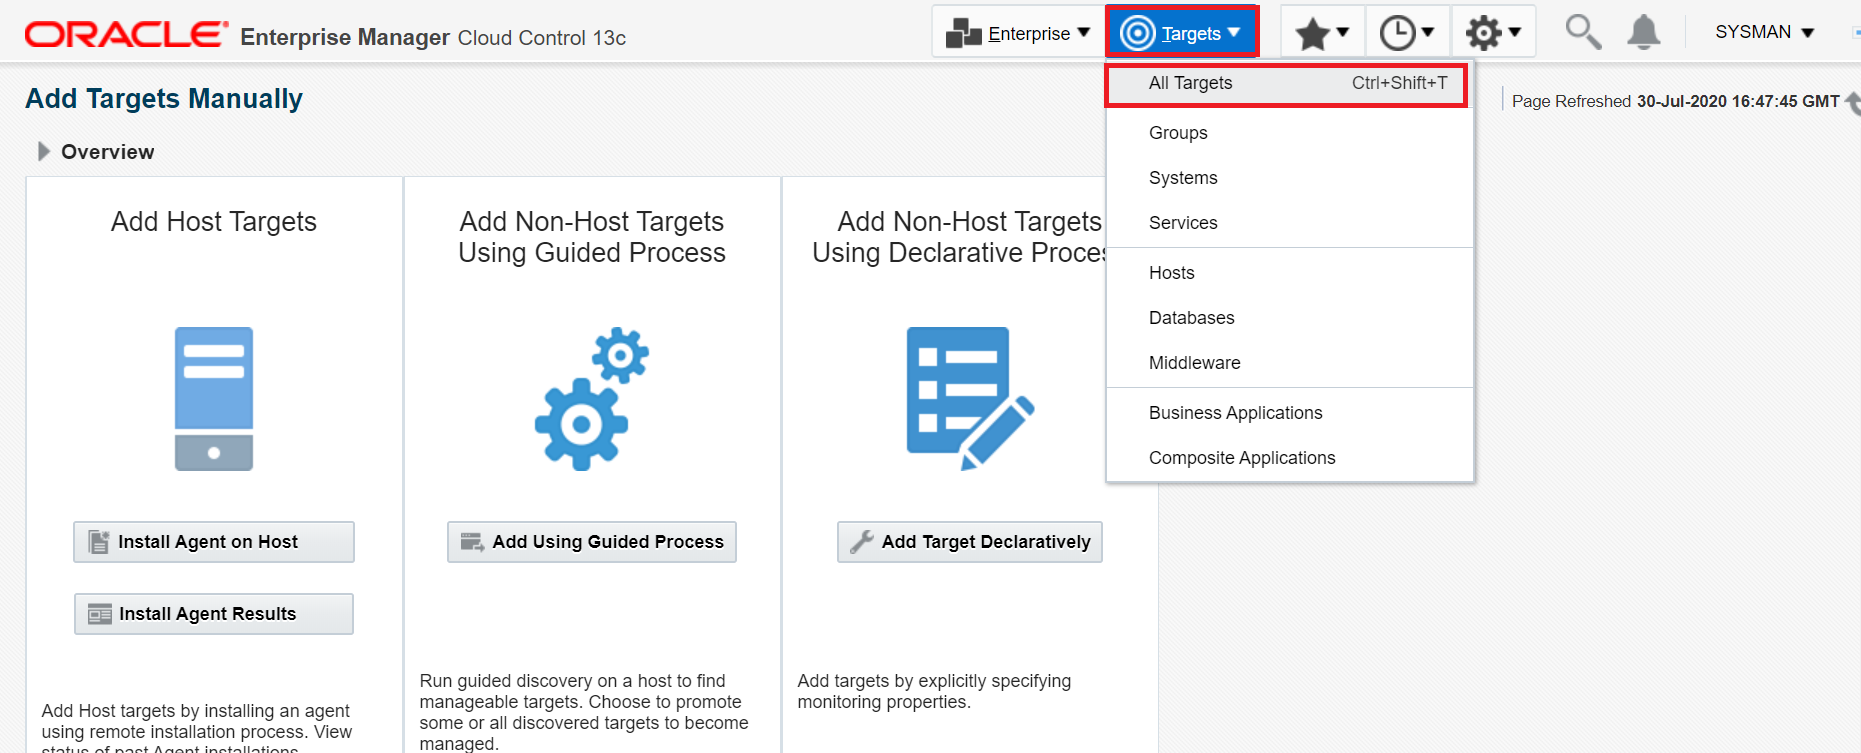 ORACLE® Enterprise Manager Cloud Control 13c
Enterprise
Targets
SYSMAN
Add Targets Manually
Page Refreshed 30-Jul-2020 16:47:45 GMT
All Targets Ctrl+Shift+T
Groups
Systems
Services
Hosts
Databases
Middleware
Business Applications
Composite Applications
Overview
Add Host Targets
Install Agent on Host
Install Agent Results
Add Host targets by installing an agent
using remote installation process. View
status of past Agent installations
Add Non-Host Targets
Using Guided Process
Add Using Guided Process
Run guided discovery on a host to find
manageable targets. Choose to promote
some or all discovered targets to become
managed.
Add Non-Host Targets
Using Declarative
Add Target Declaratively
Add targets by explicitly specifying
monitoring properties.